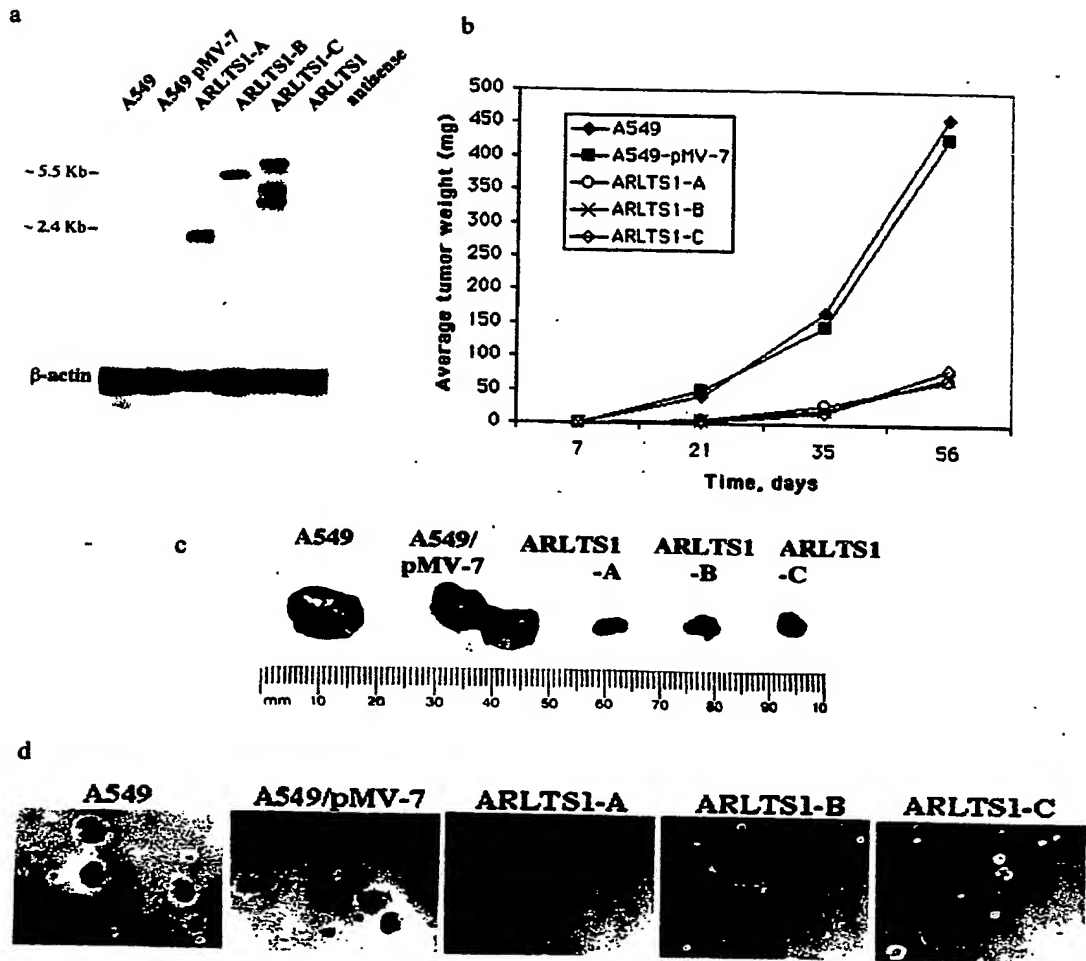 a
A549
A549 pMV-7
ARLTS1-A
ARLTS1-B
ARLTS1-C
ARLTS1
antisense
~ 5.5 Kb-
~ 2.4 Kb-
β-actin
b
Average tumor weight (mg)
500
450
400
350
300
250
200
150
100
50
0
A549
A549-pMV-7
ARLTS1-A
ARLTS1-B
ARLTS1-C
7 21 35 56
Time, days
c
A549
A549/
pMV-7
ARLTS1
-A
ARLTS1
-B
ARLTS1
-C
mm 10 20 30 40 50 60 70 80 90 10
d
A549
A549/pMV-7
ARLTS1-A
ARLTS1-B
ARLTS1-C